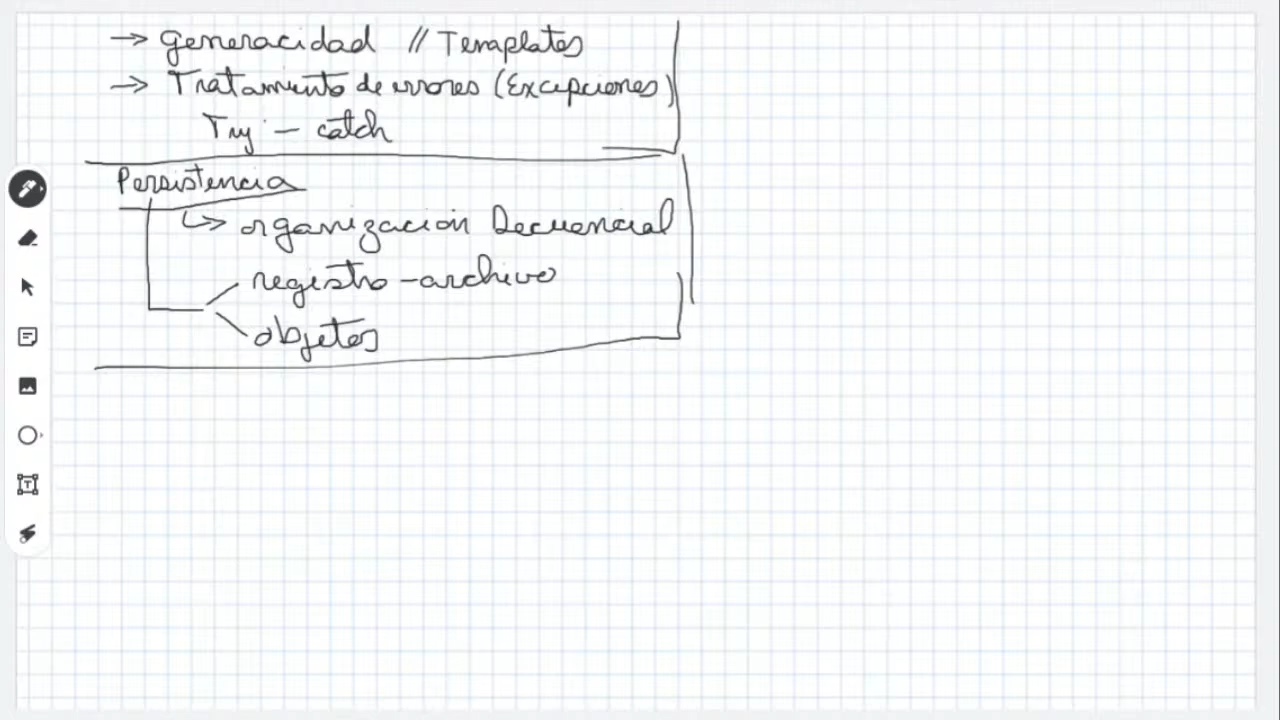 → Generacidad // Templates
→ Tratamiento de errores (Excepciones)
Try - catch
Persistencia
↳ organización Secuencial
registro - archivo
objetos